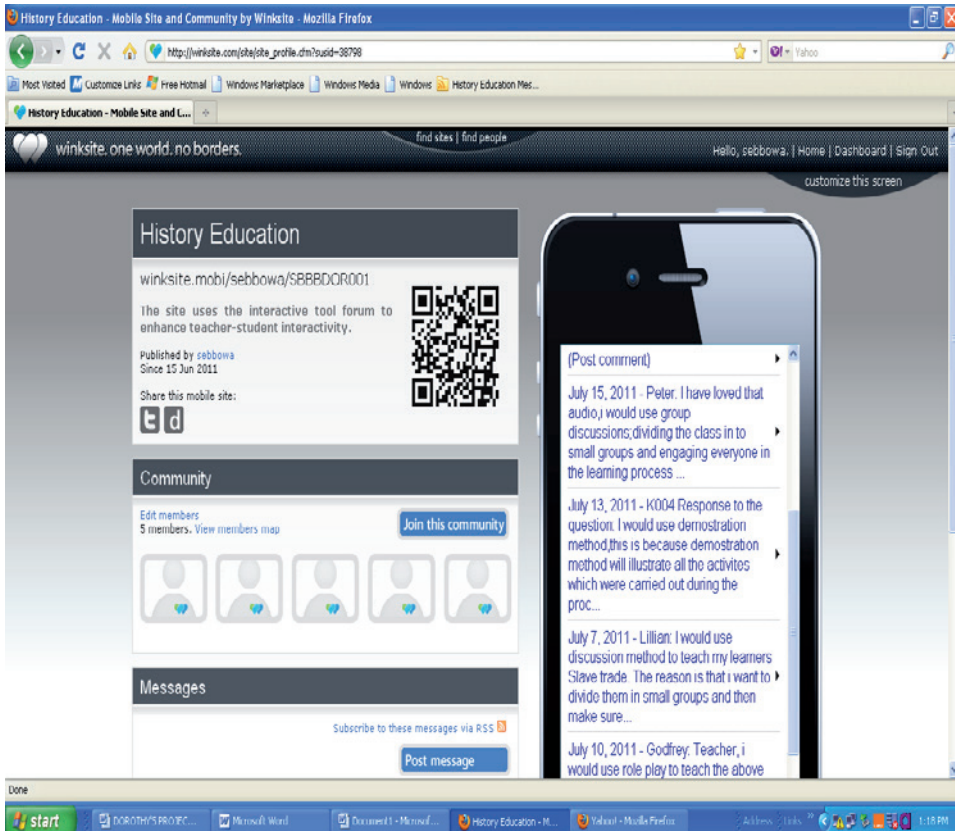 History Education - Mobile Site and Community by Winksite - Mozilla Firefox
http://winksite.com/site/site_profile.cfm?susid=38798
Yahoo
Most Visited Customize Links Free Hotmail Windows Marketplace Windows Media Windows History Education Mes...
History Education - Mobile Site and C...
find sites | find people
winksite. one world. no borders.
Hello, sebbowa. | Home | Dashboard | Sign Out
customize this screen
History Education
winksite.mobi/sebbowa/SBBBDOR001
The site uses the interactive tool forum to
enhance teacher-student interactivity.
Published by sebbowa
Since 15 Jun 2011
Share this mobile site:
t d
Community
Edit members
5 members. View members map
Join this community
Messages
Subscribe to these messages via RSS
Post message
(Post comment)
July 15, 2011 - Peter: I have loved that
audio,i would use group
discussions;dividing the class in to
small groups and engaging everyone in
the learning process ...
July 13, 2011 - K004 Response to the
question: I would use demostration
method,this is because demostration
method will illustrate all the activites
which were carried out during the
proc...
July 7, 2011 - Lillian: I would use
discussion method to teach my learners
Slave trade. The reason is that i want to
divide them in small groups and then
make sure...
July 10, 2011 - Godfrey: Teacher, i
would use role play to teach the above
Done
start DOROTHY'S PROJEC... Microsoft Word Document1 - Microsof... History Education - M... Yahoo! - Mozilla Firefox Address Links 1:18 PM